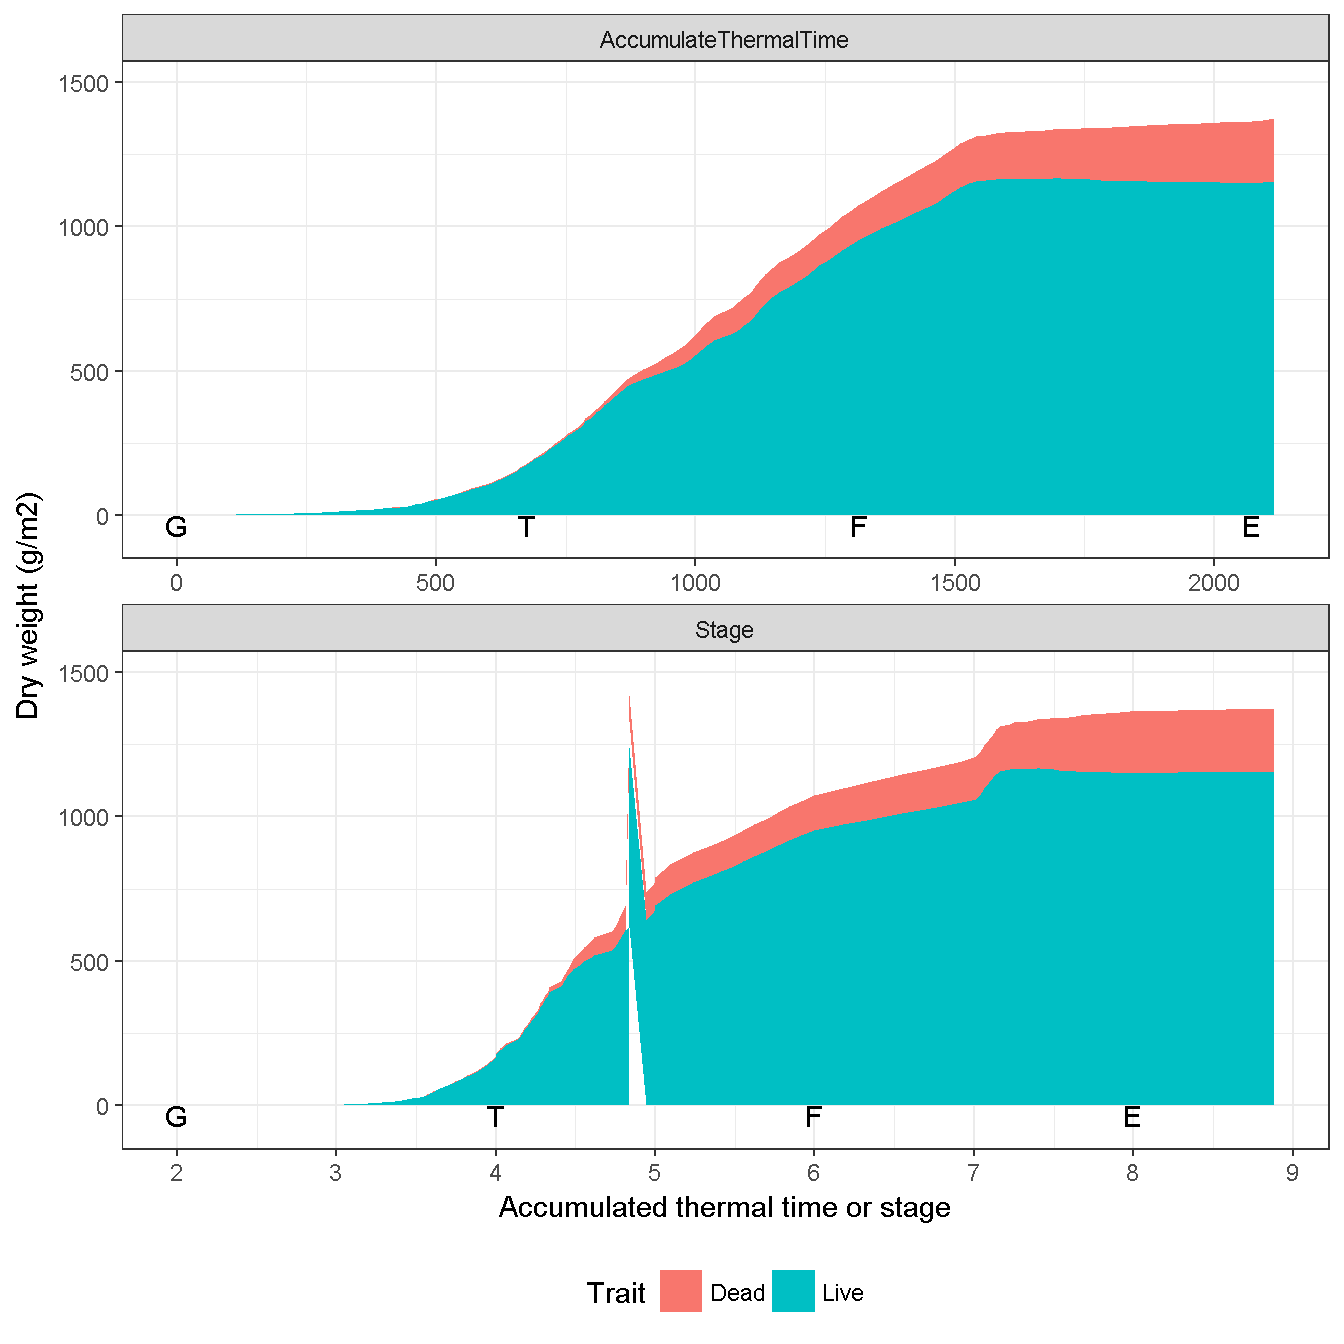 AccumulateThermalTime
1500
1000
500
0
G T F E
0 500 1000 1500 2000
Dry weight (g/m2)
Stage
1500
1000
500
0
G T F E
2 3 4 5 6 7 8 9
Accumulated thermal time or stage
Trait Dead Live